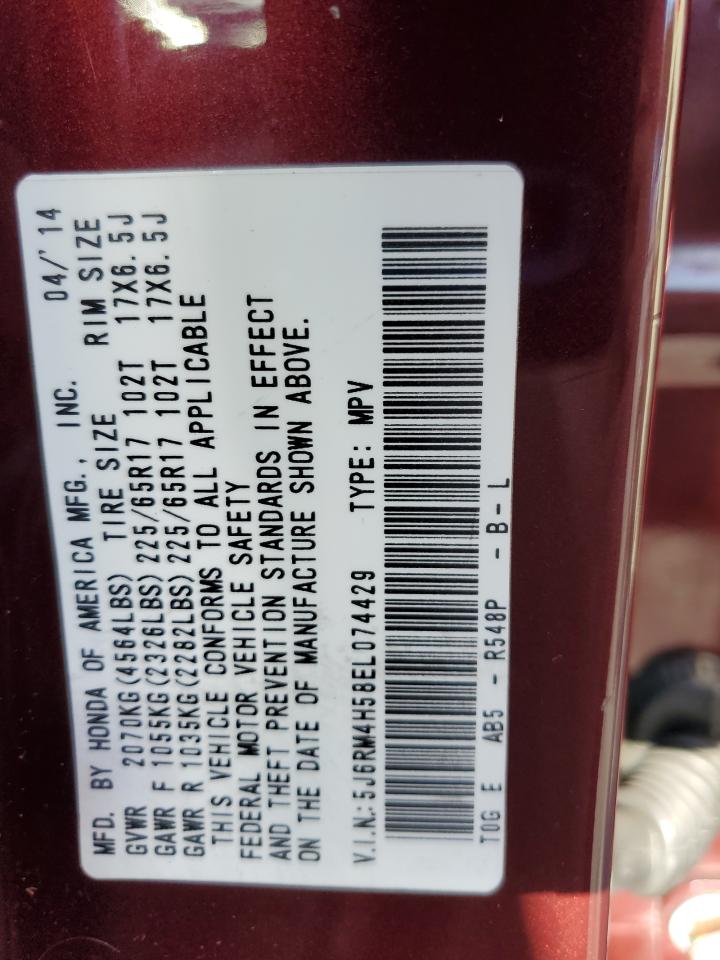 MFD. BY HONDA OF AMERICA MFG., INC. 04/'14
GVWR 2070KG(4564LBS) TIRE SIZE RIM SIZE
GAWR F 1055KG(2326LBS) 225/65R17 102T 17X6.5J
GAWR R 1035KG(2282LBS) 225/65R17 102T 17X6.5J
THIS VEHICLE CONFORMS TO ALL APPLICABLE
FEDERAL MOTOR VEHICLE SAFETY
AND THEFT PREVENTION STANDARDS IN EFFECT
ON THE DATE OF MANUFACTURE SHOWN ABOVE.
V.I.N.:5J6RM4H58EL074429 TYPE: MPV
T0G E AB5 - R548P - B - L